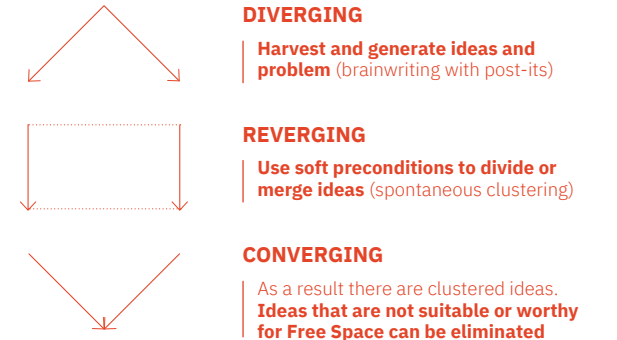 DIVERGING
Harvest and generate ideas and
problem (brainwriting with post-its)
REVERGING
Use soft preconditions to divide or
merge ideas (spontaneous clustering)
CONVERGING
As a result there are clustered ideas.
Ideas that are not suitable or worthy
for Free Space can be eliminated